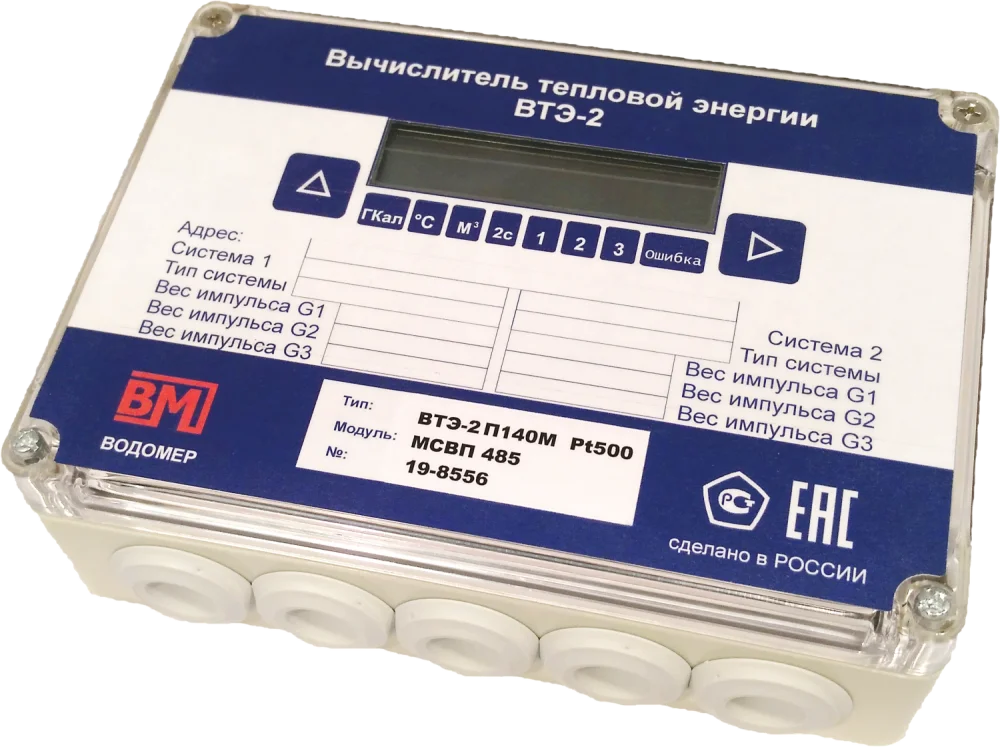 Вычислитель тепловой энергии
ВТЭ-2
ГКал °C М³ 2с 1 2 3 Ошибка
Адрес:
Система 1
Тип системы
Вес импульса G1
Вес импульса G2
Вес импульса G3
Система 2
Тип системы
Вес импульса G1
Вес импульса G2
Вес импульса G3
ВМ
ВОДОМЕР
Тип: ВТЭ-2 П140М Pt500
Модуль: МСВП 485
№: 19-8556
РСТ
ЕАС
сделано в РОССИИ